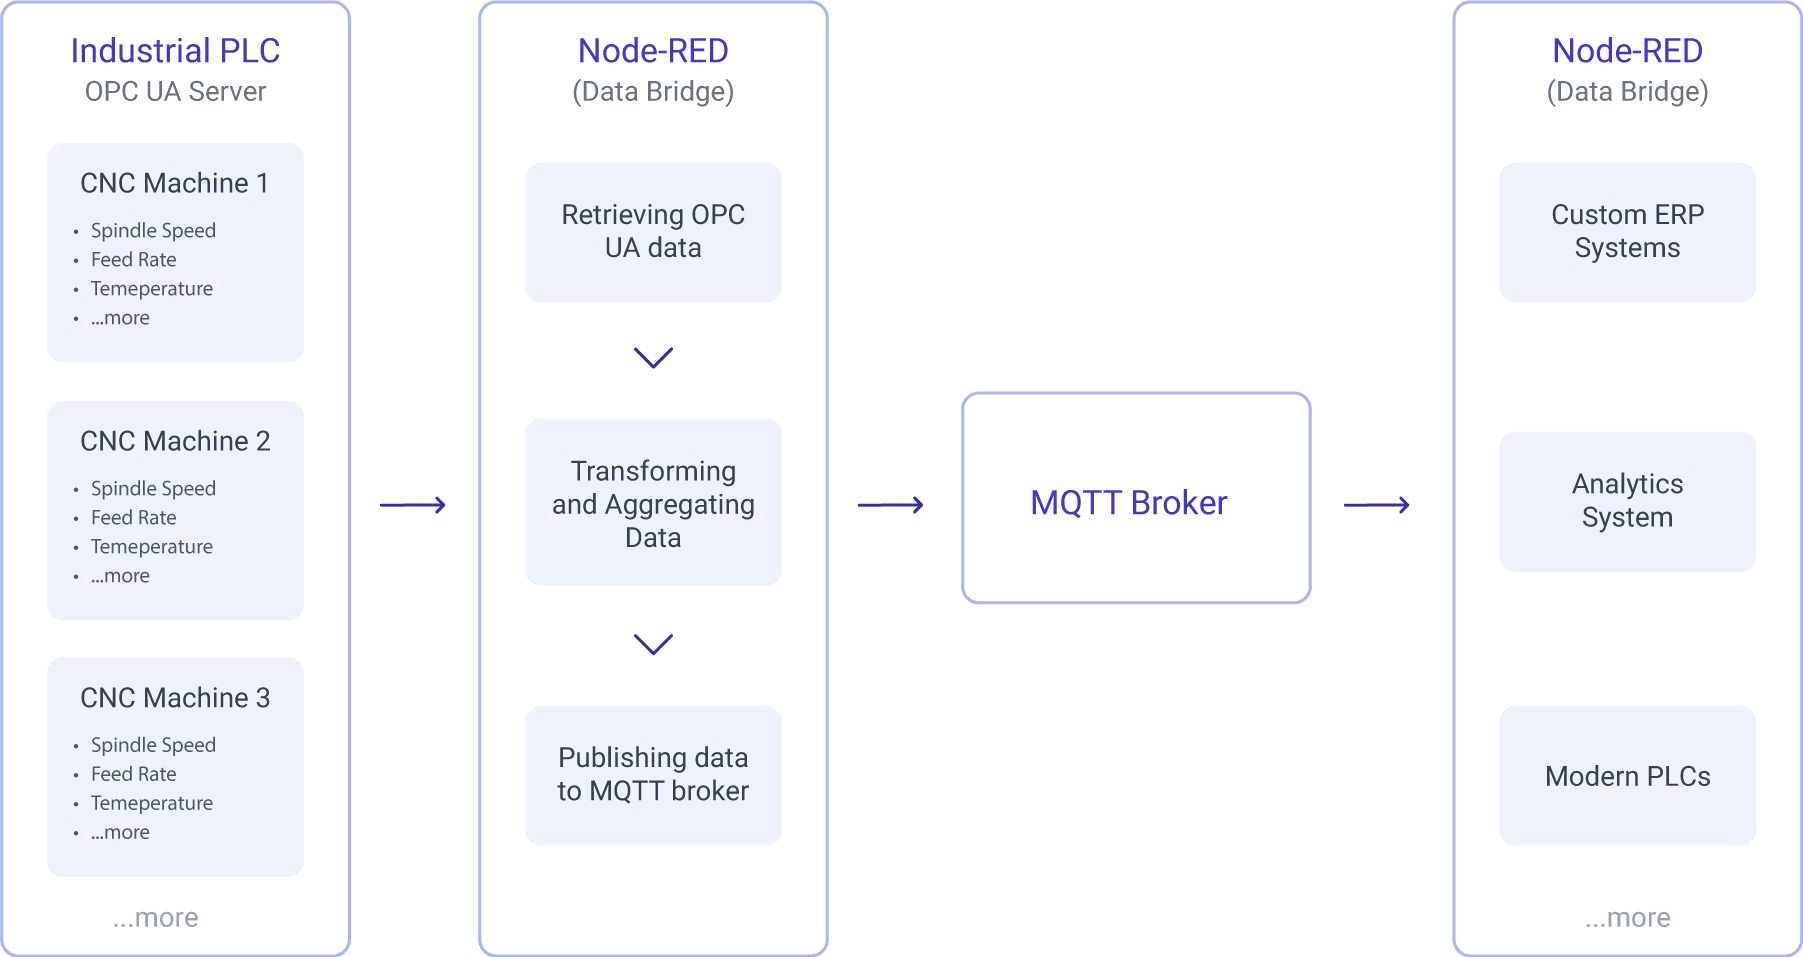 Industrial PLC
OPC UA Server
CNC Machine 1
• Spindle Speed
• Feed Rate
• Temeperature
• ...more
CNC Machine 2
• Spindle Speed
• Feed Rate
• Temeperature
• ...more
CNC Machine 3
• Spindle Speed
• Feed Rate
• Temeperature
• ...more
...more
Node-RED
(Data Bridge)
Retrieving OPC
UA data
Transforming
and Aggregating
Data
Publishing data
to MQTT broker
MQTT Broker
Node-RED
(Data Bridge)
Custom ERP
Systems
Analytics
System
Modern PLCs
...more